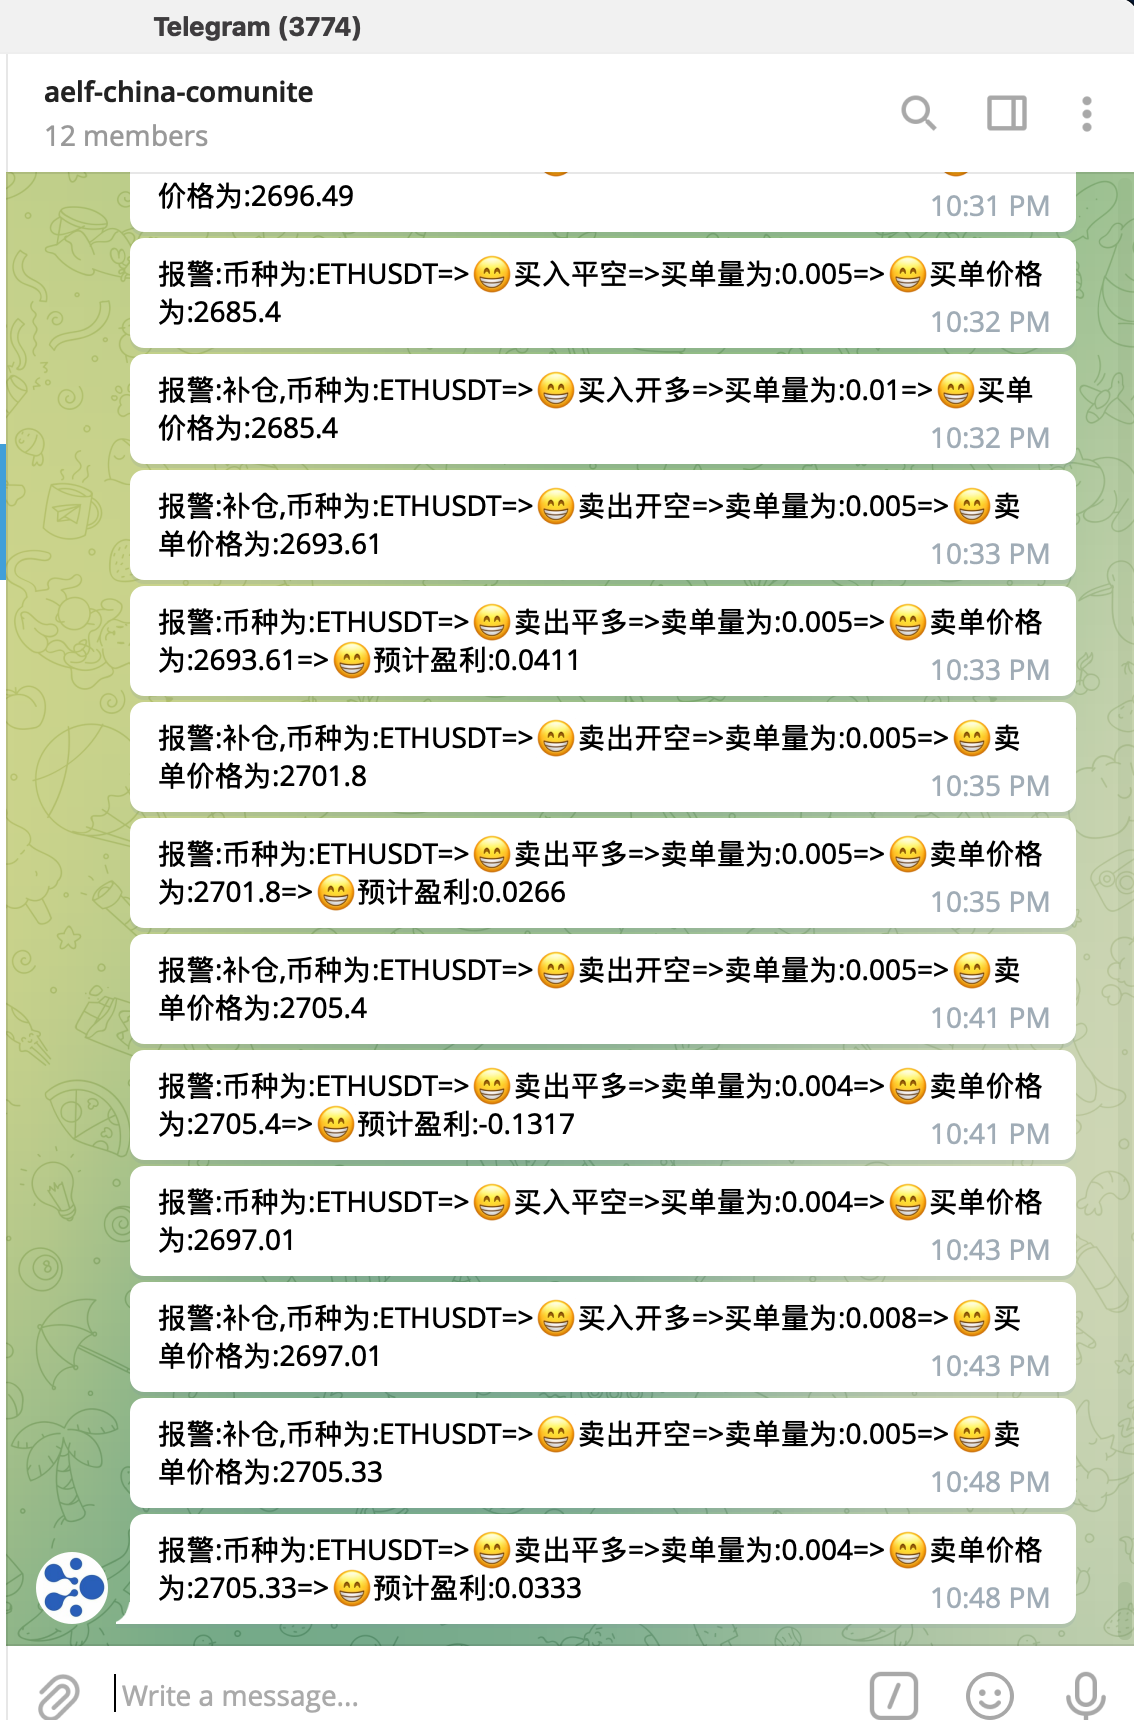 Telegram (3774)
aelf-china-comunite
12 members
价格为:2696.49
10:31 PM
报警:币种为:ETHUSDT=>😁买入平空=>买单量为:0.005=>😁买单价格
为:2685.4
10:32 PM
报警:补仓,币种为:ETHUSDT=>😁买入开多=>买单量为:0.01=>😁买单
价格为:2685.4
10:32 PM
报警:补仓,币种为:ETHUSDT=>😁卖出开空=>卖单量为:0.005=>😁卖
单价格为:2693.61
10:33 PM
报警:币种为:ETHUSDT=>😁卖出平多=>卖单量为:0.005=>😁卖单价格
为:2693.61=>😁预计盈利:0.0411
10:33 PM
报警:补仓,币种为:ETHUSDT=>😁卖出开空=>卖单量为:0.005=>😁卖
单价格为:2701.8
10:35 PM
报警:币种为:ETHUSDT=>😁卖出平多=>卖单量为:0.005=>😁卖单价格
为:2701.8=>😁预计盈利:0.0266
10:35 PM
报警:补仓,币种为:ETHUSDT=>😁卖出开空=>卖单量为:0.005=>😁卖
单价格为:2705.4
10:41 PM
报警:币种为:ETHUSDT=>😁卖出平多=>卖单量为:0.004=>😁卖单价格
为:2705.4=>😁预计盈利:-0.1317
10:41 PM
报警:币种为:ETHUSDT=>😁买入平空=>买单量为:0.004=>😁买单价格
为:2697.01
10:43 PM
报警:补仓,币种为:ETHUSDT=>😁买入开多=>买单量为:0.008=>😁买
单价格为:2697.01
10:43 PM
报警:补仓,币种为:ETHUSDT=>😁卖出开空=>卖单量为:0.005=>😁卖
单价格为:2705.33
10:48 PM
报警:币种为:ETHUSDT=>😁卖出平多=>卖单量为:0.004=>😁卖单价格
为:2705.33=>😁预计盈利:0.0333
10:48 PM
Write a message...